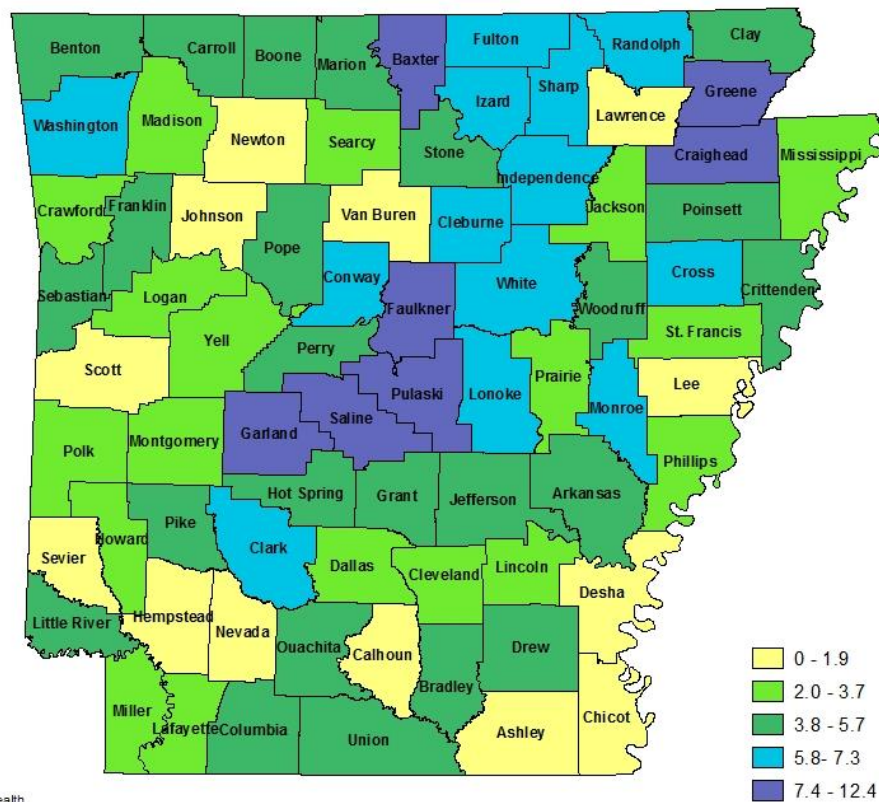 Benton
Carroll
Boone
Marion
Baxter
Fulton
Randolph
Clay
Sharp
Izard
Greene
Lawrence
Washington
Madison
Newton
Searcy
Stone
Craighead
Mississippi
Independence
Crawford
Franklin
Johnson
Van Buren
Cleburne
Jackson
Poinsett
Pope
Conway
White
Cross
Crittenden
Sebastian
Logan
Faulkner
Woodruff
Yell
Perry
St. Francis
Scott
Pulaski
Lonoke
Prairie
Lee
Monroe
Garland
Saline
Polk
Montgomery
Phillips
Hot Spring
Grant
Jefferson
Arkansas
Pike
Howard
Clark
Sevier
Dallas
Cleveland
Lincoln
Desha
Little River
Hempstead
Nevada
Ouachita
Calhoun
Drew
Bradley
Miller
Lafayette
Columbia
Union
Ashley
Chicot
0 - 1.9
2.0 - 3.7
3.8 - 5.7
5.8- 7.3
7.4 - 12.4